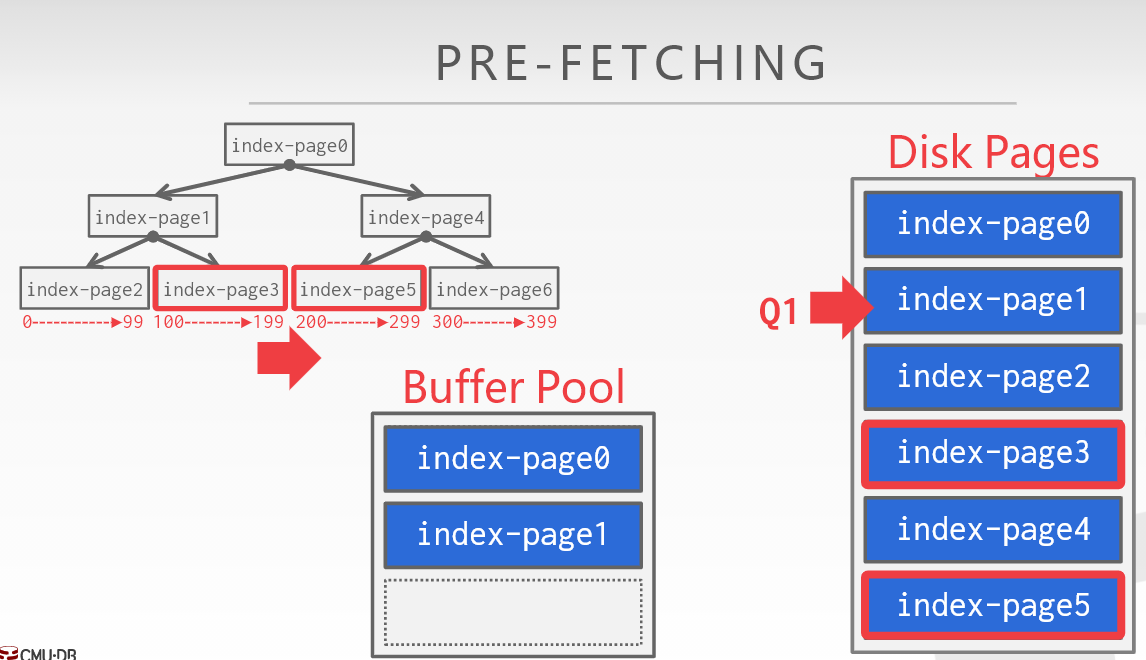 PRE-FETCHING
index-page0
index-page1
index-page4
index-page2
index-page3
index-page5
index-page6
0---------->99
100------->199
200------->299
300------->399
Buffer Pool
index-page0
index-page1
Disk Pages
index-page0
Q1
index-page1
index-page2
index-page3
index-page4
index-page5
CMU·DB